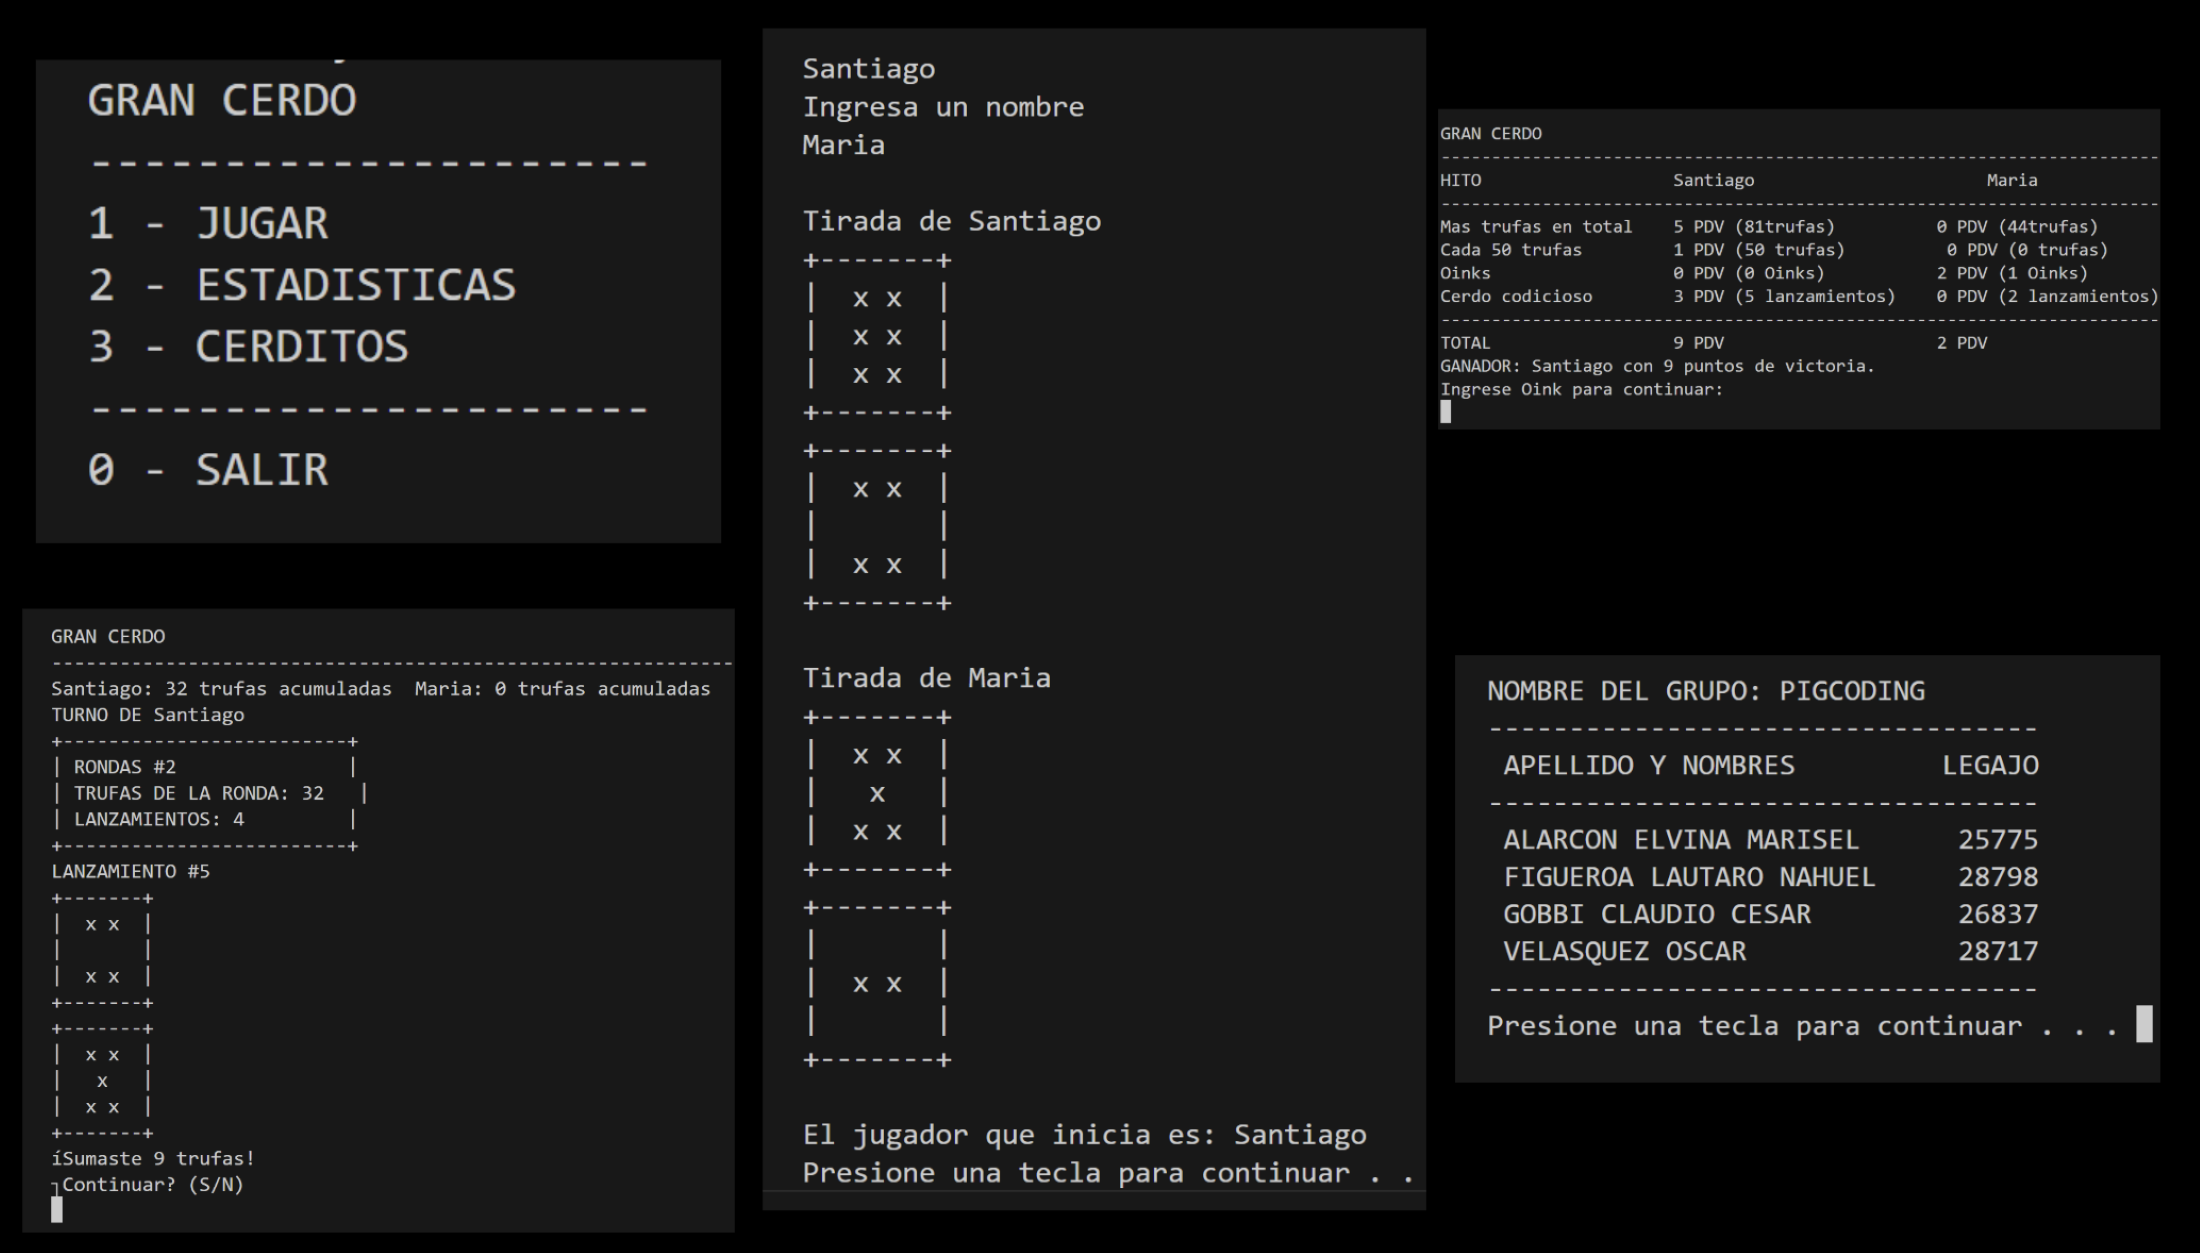 GRAN CERDO
---------------------
1 - JUGAR
2 - ESTADISTICAS
3 - CERDITOS
---------------------
0 - SALIR
GRAN CERDO
------------------------------------------------------------
Santiago: 32 trufas acumuladas  Maria: 0 trufas acumuladas
TURNO DE Santiago
+-------------------------+
| RONDAS #2               |
| TRUFAS DE LA RONDA: 32   |
| LANZAMIENTOS: 4         |
+-------------------------+
LANZAMIENTO #5
+-------+
|  x x  |
|       |
|  x x  |
+-------+
+-------+
|  x x  |
|   x   |
|  x x  |
+-------+
íSumaste 9 trufas!
┐Continuar? (S/N)
Santiago
Ingresa un nombre
Maria
Tirada de Santiago
+-------+
|  x x  |
|  x x  |
|  x x  |
+-------+
+-------+
|  x x  |
|       |
|  x x  |
+-------+
Tirada de Maria
+-------+
|  x x  |
|   x   |
|  x x  |
+-------+
+-------+
|       |
|  x x  |
|       |
+-------+
El jugador que inicia es: Santiago
Presione una tecla para continuar . .
GRAN CERDO
-----------------------------------------------------------------------
HITO                   Santiago                       Maria
-----------------------------------------------------------------------
Mas trufas en total    5 PDV (81trufas)          0 PDV (44trufas)
Cada 50 trufas         1 PDV (50 trufas)          0 PDV (0 trufas)
Oinks                  0 PDV (0 Oinks)           2 PDV (1 Oinks)
Cerdo codicioso        3 PDV (5 lanzamientos)    0 PDV (2 lanzamientos)
-----------------------------------------------------------------------
TOTAL                  9 PDV                     2 PDV
GANADOR: Santiago con 9 puntos de victoria.
Ingrese Oink para continuar:
NOMBRE DEL GRUPO: PIGCODING
----------------------------------
APELLIDO Y NOMBRES         LEGAJO
----------------------------------
ALARCON ELVINA MARISEL      25775
FIGUEROA LAUTARO NAHUEL     28798
GOBBI CLAUDIO CESAR         26837
VELASQUEZ OSCAR             28717
----------------------------------
Presione una tecla para continuar . . .